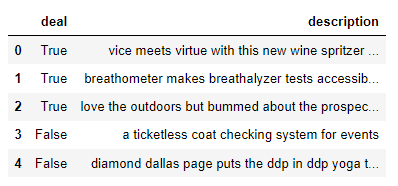 deal description
0 True vice meets virtue with this new wine spritzer ...
1 True breathometer makes breathalyzer tests accessib...
2 True love the outdoors but bummed about the prospec...
3 False a ticketless coat checking system for events
4 False diamond dallas page puts the ddp in ddp yoga t...